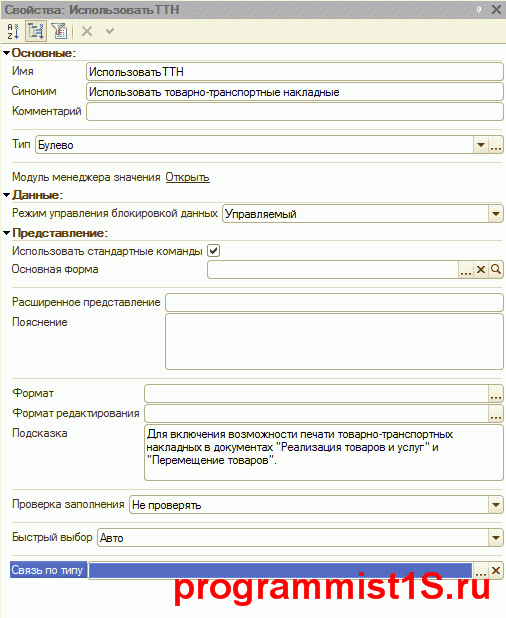 Свойства: ИспользоватьТТН
Основные:
Имя ИспользоватьТТН
Синоним Использовать товарно-транспортные накладные
Комментарий
Тип Булево
Модуль менеджера значения Открыть
Данные:
Режим управления блокировкой данных Управляемый
Представление:
Использовать стандартные команды
Основная форма
Расширенное представление
Пояснение
Формат
Формат редактирования
Подсказка Для включения возможности печати товарно-транспортных
накладных в документах "Реализация товаров и услуг" и
"Перемещение товаров".
Проверка заполнения Не проверять
Быстрый выбор Авто
Связь по типу
programmist1S.ru